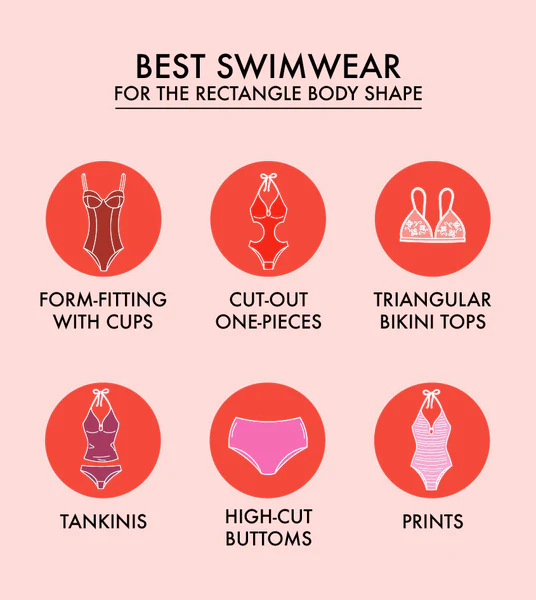 BEST SWIMWEAR
FOR THE RECTANGLE BODY SHAPE
FORM-FITTING
WITH CUPS
CUT-OUT
ONE-PIECES
TRIANGULAR
BIKINI TOPS
TANKINIS
HIGH-CUT
BUTTOMS
PRINTS